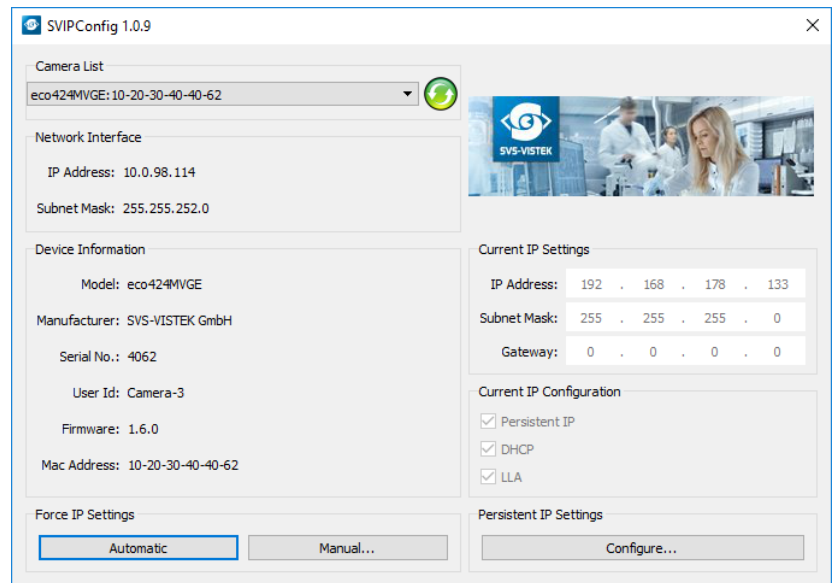 SVIPConfig 1.0.9
Camera List
eco424MVGE:10-20-30-40-40-62
SVS-VISTEK
Network Interface
IP Address: 10.0.98.114
Subnet Mask: 255.255.252.0
Device Information
Model: eco424MVGE
Manufacturer: SVS-VISTEK GmbH
Serial No.: 4062
User Id: Camera-3
Firmware: 1.6.0
Mac Address: 10-20-30-40-40-62
Current IP Settings
IP Address: 192 . 168 . 178 . 133
Subnet Mask: 255 . 255 . 255 . 0
Gateway: 0 . 0 . 0 . 0
Current IP Configuration
Persistent IP
DHCP
LLA
Force IP Settings
Automatic
Manual...
Persistent IP Settings
Configure...